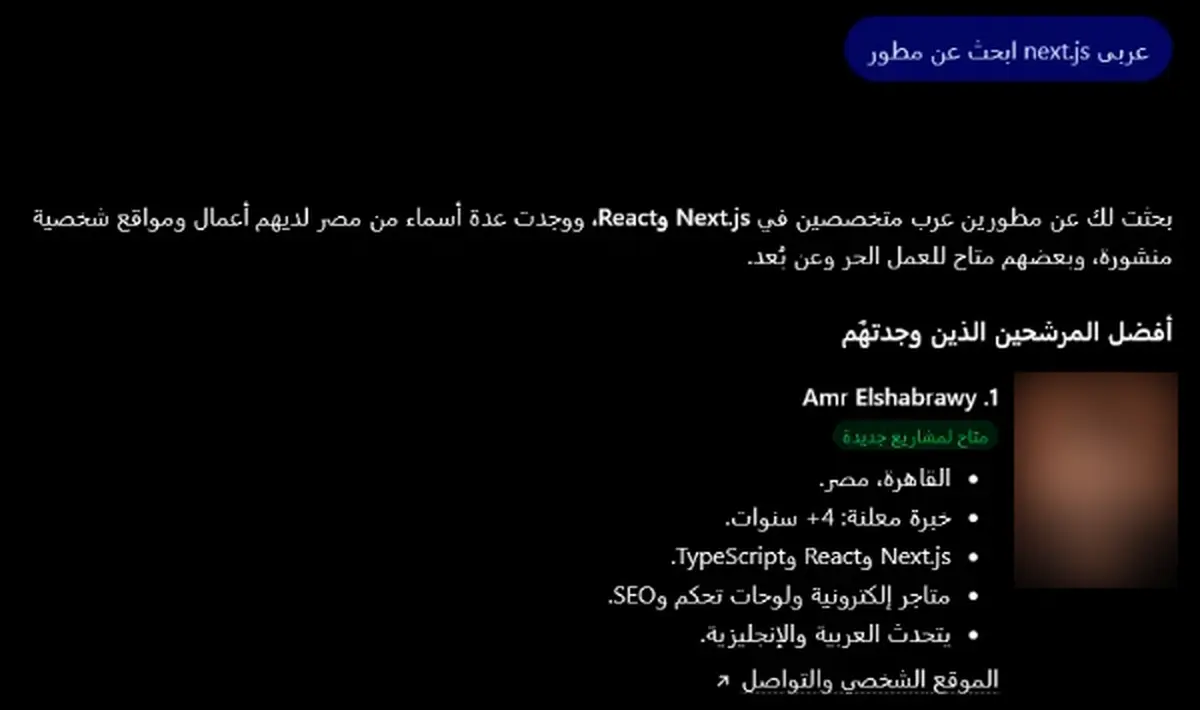 ابحث عن مطور next.js عربى
بحثت لك عن مطورين عرب متخصصين في Next.js وReact، ووجدت عدة أسماء من مصر لديهم أعمال ومواقع شخصية
منشورة، وبعضهم متاح للعمل الحر وعن بُعد.
أفضل المرشحين الذين وجدتهم
1. Amr Elshabrawy
متاح لمشاريع جديدة
• القاهرة، مصر.
• خبرة معلنة: 4+ سنوات.
• Next.js وReact وTypeScript.
• متاجر إلكترونية ولوحات تحكم وSEO.
• يتحدث العربية والإنجليزية.
الموقع الشخصي والتواصل ↗